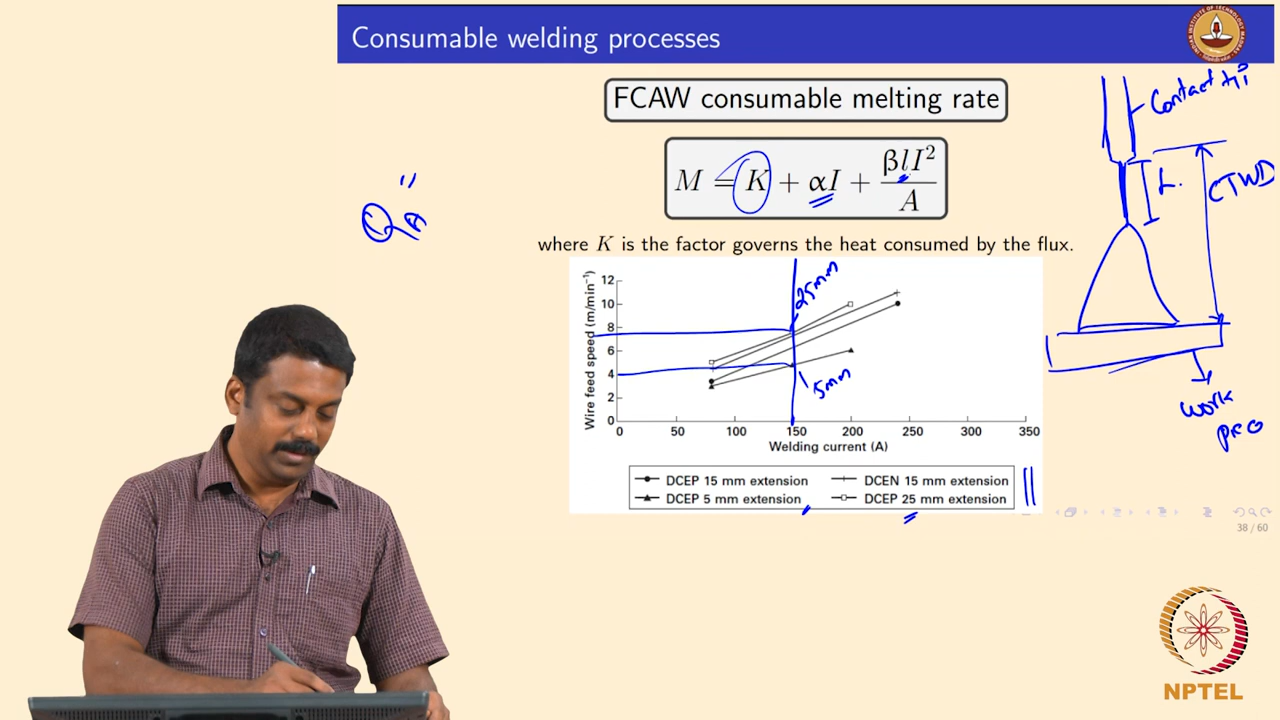 Consumable welding processes
FCAW consumable melting rate
M = K + αI + βlI²/A
where K is the factor governs the heat consumed by the flux.
Wire feed speed (m/min⁻¹)
12
10
8
6
4
2
0
0 50 100 150 200 250 300 350
Welding current (A)
DCEP 15 mm extension
DCEN 15 mm extension
DCEP 5 mm extension
DCEP 25 mm extension
25mm
5mm
Contact
L.
CTWD
Work
38 / 60
NPTEL